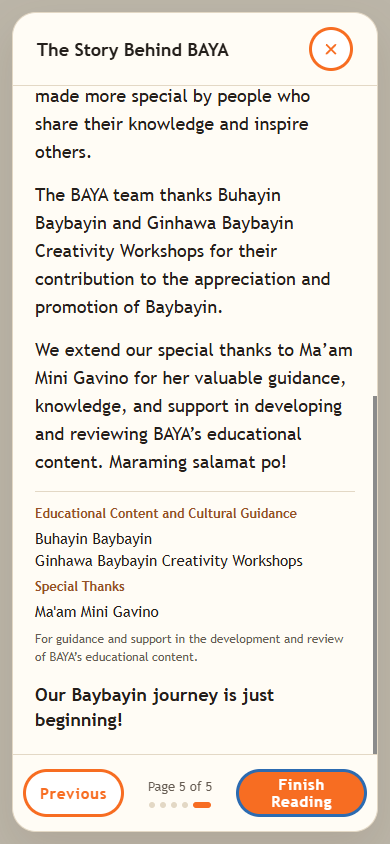 The Story Behind BAYA
made more special by people who
share their knowledge and inspire
others.
The BAYA team thanks Buhayin
Baybayin and Ginhawa Baybayin
Creativity Workshops for their
contribution to the appreciation and
promotion of Baybayin.
We extend our special thanks to Ma’am
Mini Gavino for her valuable guidance,
knowledge, and support in developing
and reviewing BAYA’s educational
content. Maraming salamat po!
Educational Content and Cultural Guidance
Buhayin Baybayin
Ginhawa Baybayin Creativity Workshops
Special Thanks
Ma'am Mini Gavino
For guidance and support in the development and review
of BAYA’s educational content.
Our Baybayin journey is just
beginning!
Previous
Page 5 of 5
Finish
Reading